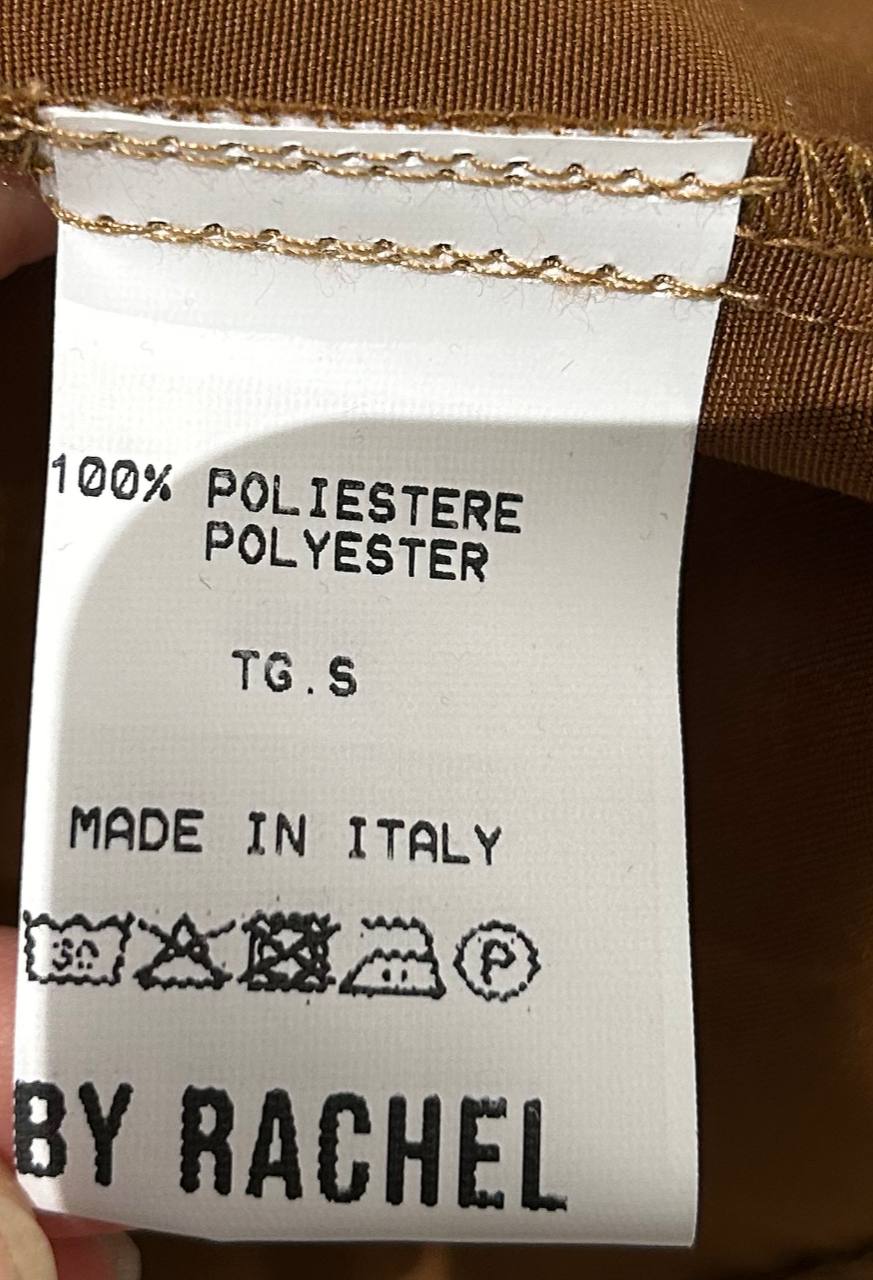 100% POLIESTERE
POLYESTER
TG.S
MADE IN ITALY
30 P
BY RACHEL